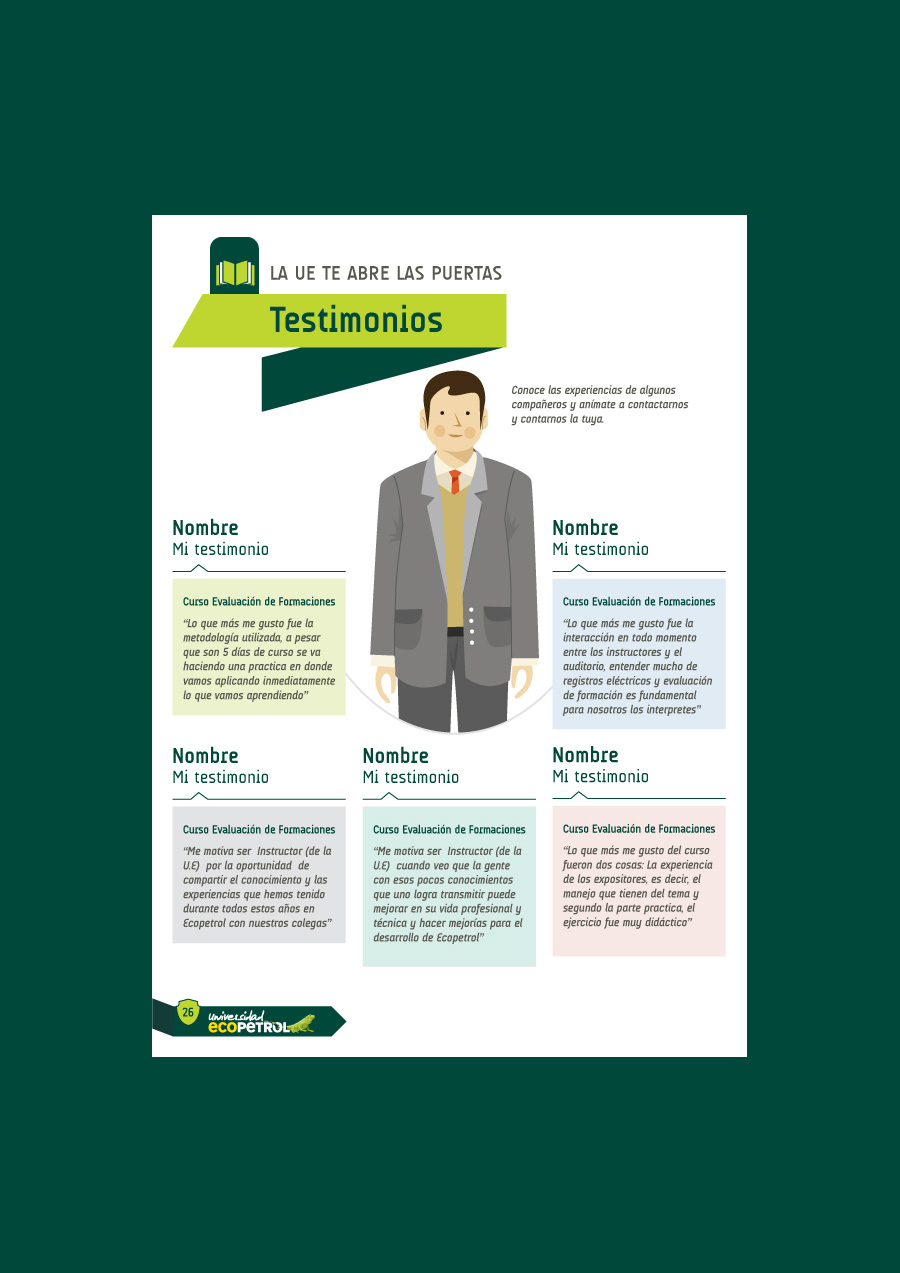 LA UE TE ABRE LAS PUERTAS
Testimonios
Conoce las experiencias de algunos
compañeros y anímate a contactarnos
y contarnos la tuya.
Nombre
Mi testimonio
Curso Evaluación de Formaciones
“Lo que más me gusto fue la
metodología utilizada, a pesar
que son 5 días de curso se va
haciendo una practica en donde
vamos aplicando inmediatamente
lo que vamos aprendiendo”
Nombre
Mi testimonio
Curso Evaluación de Formaciones
“Lo que más me gusto fue la
interacción en todo momento
entre los instructores y el
auditorio, entender mucho de
registros eléctricos y evaluación
de formación es fundamental
para nosotros los interpretes”
Nombre
Mi testimonio
Curso Evaluación de Formaciones
“Me motiva ser  Instructor (de la
U.E)  por la oportunidad  de
compartir el conocimiento y las
experiencias que hemos tenido
durante todos estos años en
Ecopetrol con nuestros colegas”
Nombre
Mi testimonio
Curso Evaluación de Formaciones
“Me motiva ser  Instructor (de la
U.E)  cuando veo que la gente
con esos pocos conocimientos
que uno logra transmitir puede
mejorar en su vida profesional y
técnica y hacer mejorías para el
desarrollo de Ecopetrol”
Nombre
Mi testimonio
Curso Evaluación de Formaciones
“Lo que más me gusto del curso
fueron dos cosas: La experiencia
de los expositores, es decir, el
manejo que tienen del tema y
segundo la parte practica, el
ejercicio fue muy didáctico”
26
universidad
ecoPETROL